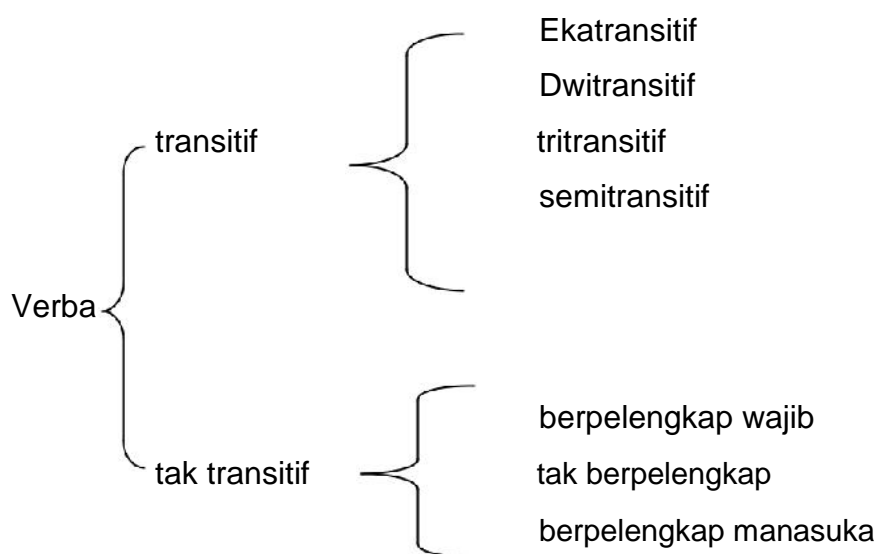 Verba
transitif
Ekatransitif
Dwitransitif
tritransitif
semitransitif
tak transitif
berpelengkap wajib
tak berpelengkap
berpelengkap manasuka